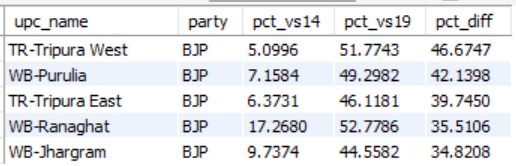 upc_name party pct_vs14 pct_vs19 pct_diff
TR-Tripura West BJP 5.0996 51.7743 46.6747
WB-Purulia BJP 7.1584 49.2982 42.1398
TR-Tripura East BJP 6.3731 46.1181 39.7450
WB-Ranaghat BJP 17.2680 52.7786 35.5106
WB-Jhargram BJP 9.7374 44.5582 34.8208